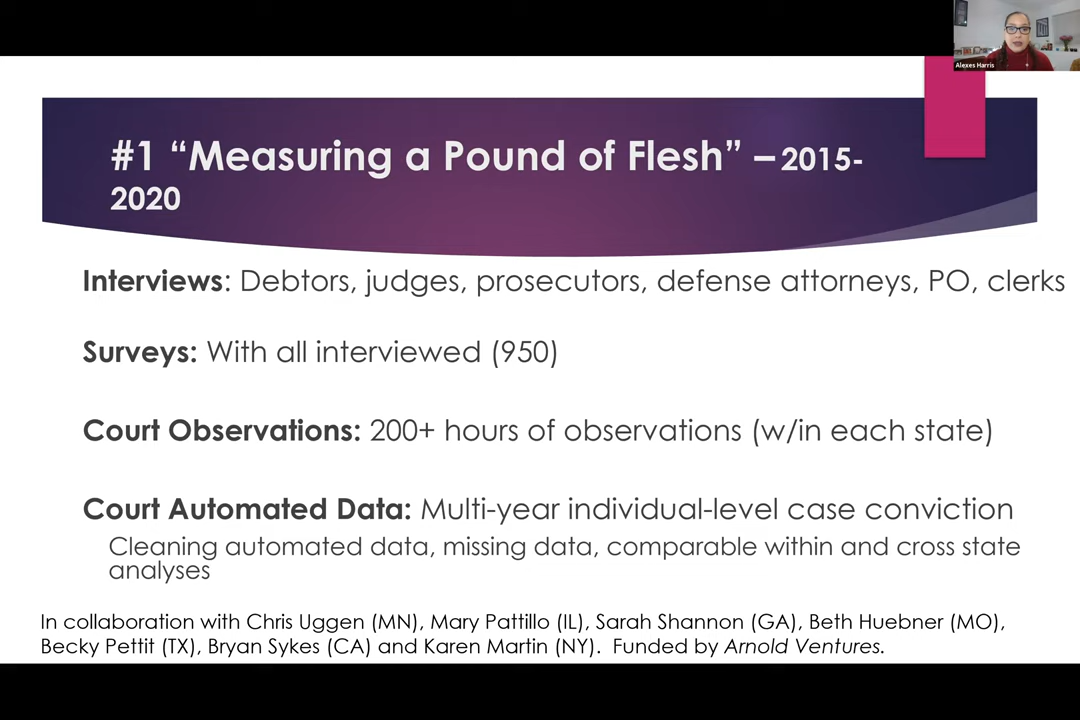 Alexes Harris
#1 “Measuring a Pound of Flesh” – 2015-
2020
Interviews: Debtors, judges, prosecutors, defense attorneys, PO, clerks
Surveys: With all interviewed (950)
Court Observations: 200+ hours of observations (w/in each state)
Court Automated Data: Multi-year individual-level case conviction
Cleaning automated data, missing data, comparable within and cross state
analyses
In collaboration with Chris Uggen (MN), Mary Pattillo (IL), Sarah Shannon (GA), Beth Huebner (MO),
Becky Pettit (TX), Bryan Sykes (CA) and Karen Martin (NY).  Funded by Arnold Ventures.